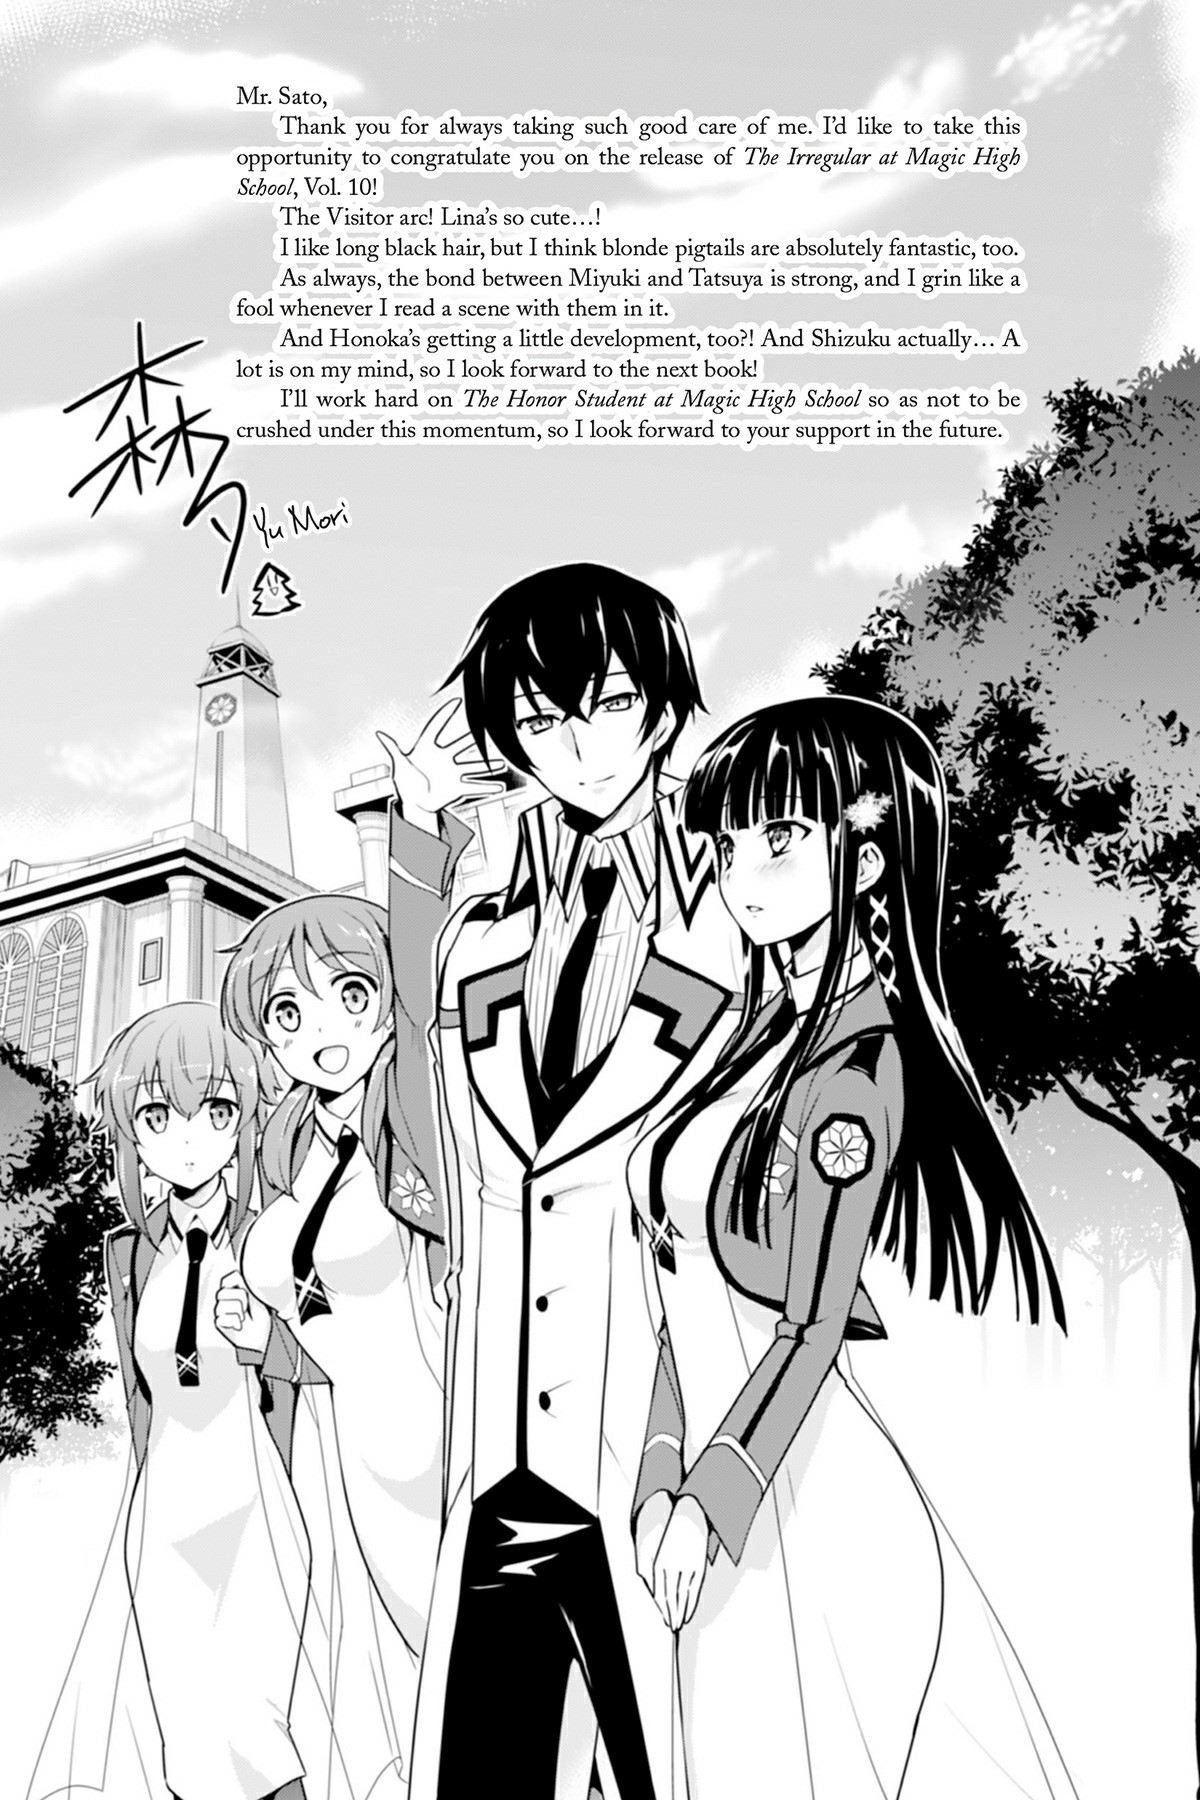 Mr. Sato,
Thank you for always taking such good care of me. I’d like to take this
opportunity to congratulate you on the release of The Irregular at Magic High
School, Vol. 10!
The Visitor arc! Lina’s so cute…!
I like long black hair, but I think blonde pigtails are absolutely fantastic, too.
As always, the bond between Miyuki and Tatsuya is strong, and I grin like a
fool whenever I read a scene with them in it.
And Honoka’s getting a little development, too?! And Shizuku actually… A
lot is on my mind, so I look forward to the next book!
I’ll work hard on The Honor Student at Magic High School so as not to be
crushed under this momentum, so I look forward to your support in the future.
森夕
Yu Mori